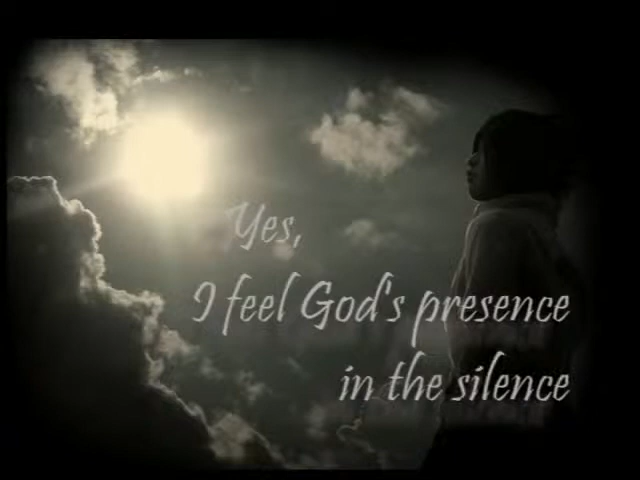 Yes,
I feel God's presence
in the silence